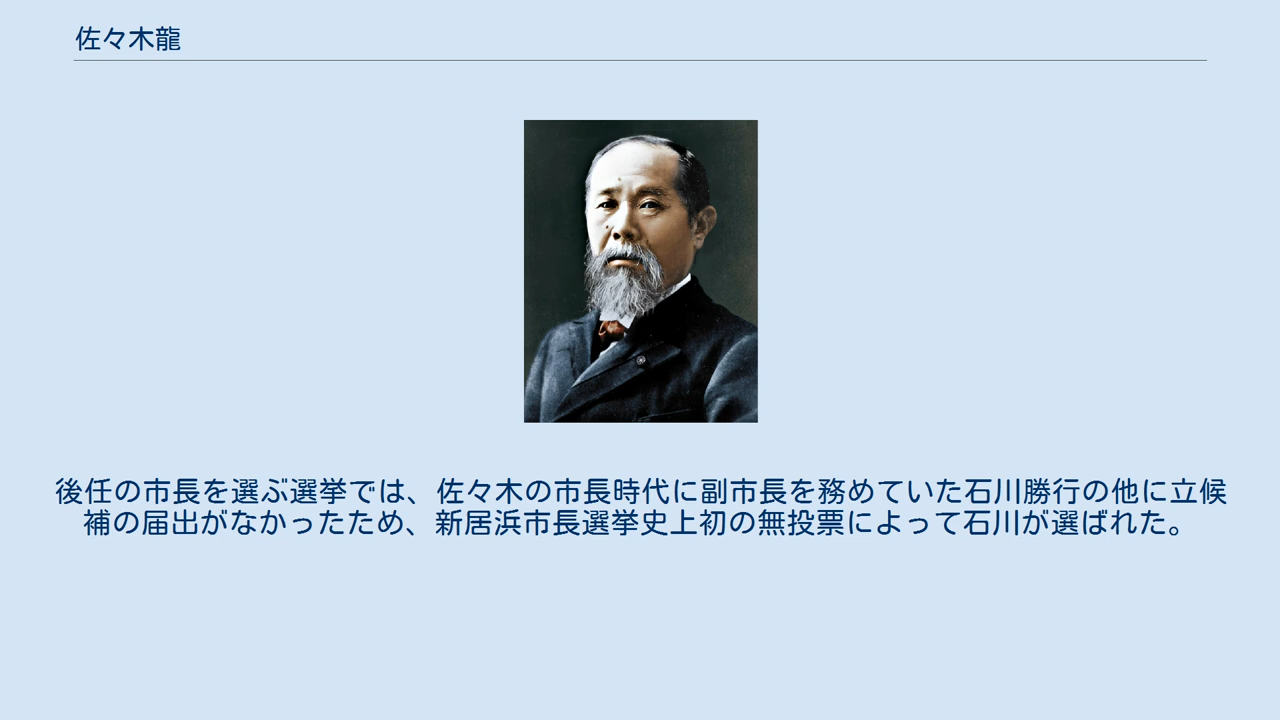 佐々木龍
後任の市長を選ぶ選挙では、佐々木の市長時代に副市長を務めていた石川勝行の他に立候
補の届出がなかったため、新居浜市長選挙史上初の無投票によって石川が選ばれた。